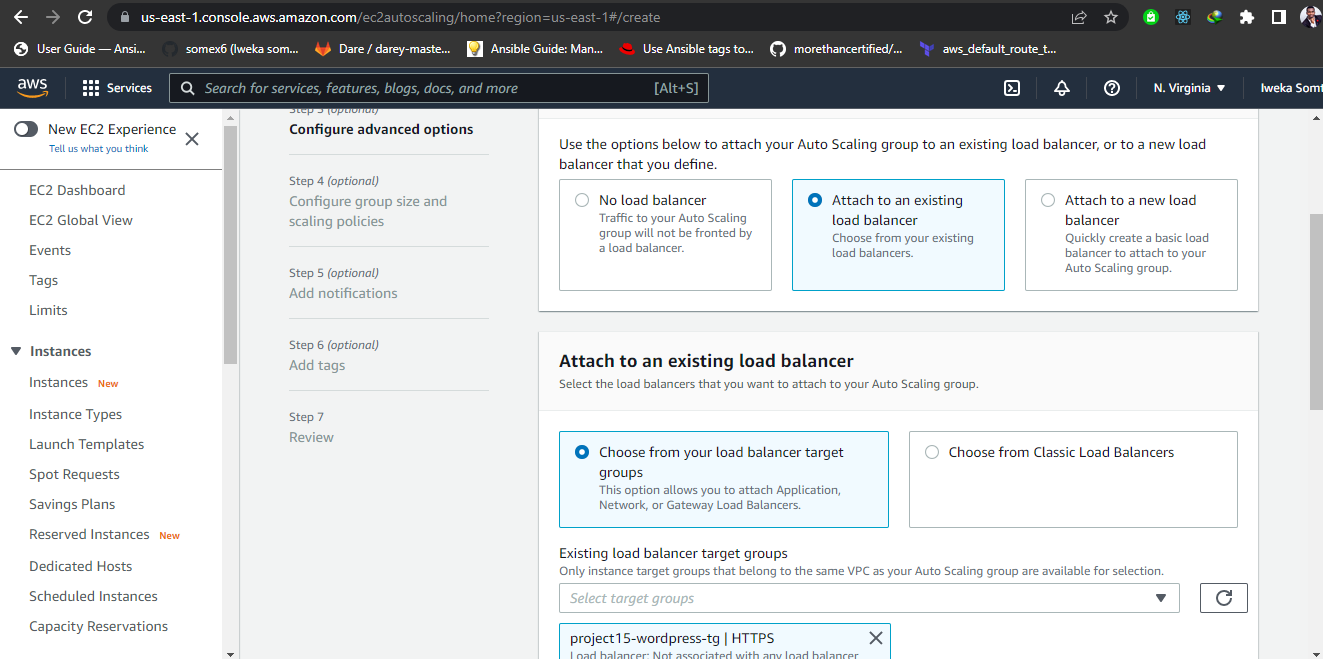 us-east-1.console.aws.amazon.com/ec2autoscaling/home?region=us-east-1#/create
User Guide — Ansi...
somex6 (Iweka som...
Dare / darey-maste...
Ansible Guide: Man...
Use Ansible tags to...
morethancertified/...
aws_default_route_t...
aws
Services
Search for services, features, blogs, docs, and more
[Alt+S]
N. Virginia
Iweka Somt
New EC2 Experience
Tell us what you think
EC2 Dashboard
EC2 Global View
Events
Tags
Limits
Instances
Instances New
Instance Types
Launch Templates
Spot Requests
Savings Plans
Reserved Instances New
Dedicated Hosts
Scheduled Instances
Capacity Reservations
Step 3 (optional)
Configure advanced options
Step 4 (optional)
Configure group size and
scaling policies
Step 5 (optional)
Add notifications
Step 6 (optional)
Add tags
Step 7
Review
Use the options below to attach your Auto Scaling group to an existing load balancer, or to a new load
balancer that you define.
No load balancer
Traffic to your Auto Scaling
group will not be fronted by
a load balancer.
Attach to an existing
load balancer
Choose from your existing
load balancers.
Attach to a new load
balancer
Quickly create a basic load
balancer to attach to your
Auto Scaling group.
Attach to an existing load balancer
Select the load balancers that you want to attach to your Auto Scaling group.
Choose from your load balancer target
groups
This option allows you to attach Application,
Network, or Gateway Load Balancers.
Choose from Classic Load Balancers
Existing load balancer target groups
Only instance target groups that belong to the same VPC as your Auto Scaling group are available for selection.
Select target groups
project15-wordpress-tg | HTTPS
Load balancer: Not associated with any load balancer